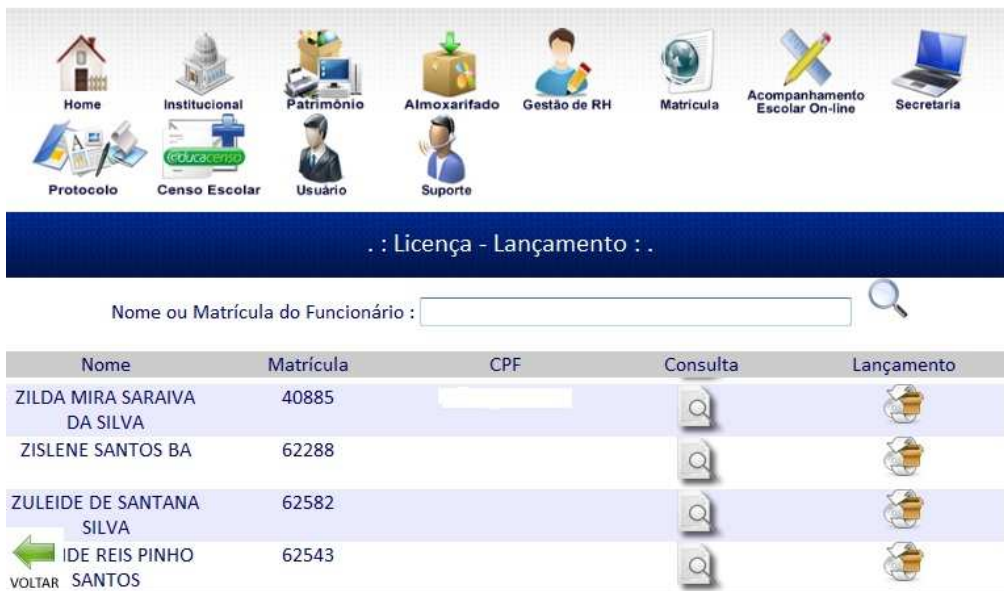 Home
Institucional
Patrimônio
Almoxarifado
Gestão de RH
Matrícula
Acompanhamento
Escolar On-line
Secretaria
educacenso
Protocolo
Censo Escolar
Usuário
Suporte
. : Licença - Lançamento : .
Nome ou Matrícula do Funcionário :
Nome Matrícula CPF Consulta Lançamento
ZILDA MIRA SARAIVA 40885
DA SILVA
ZISLENE SANTOS BA 62288
ZULEIDE DE SANTANA 62582
SILVA
IDE REIS PINHO 62543
SANTOS
VOLTAR